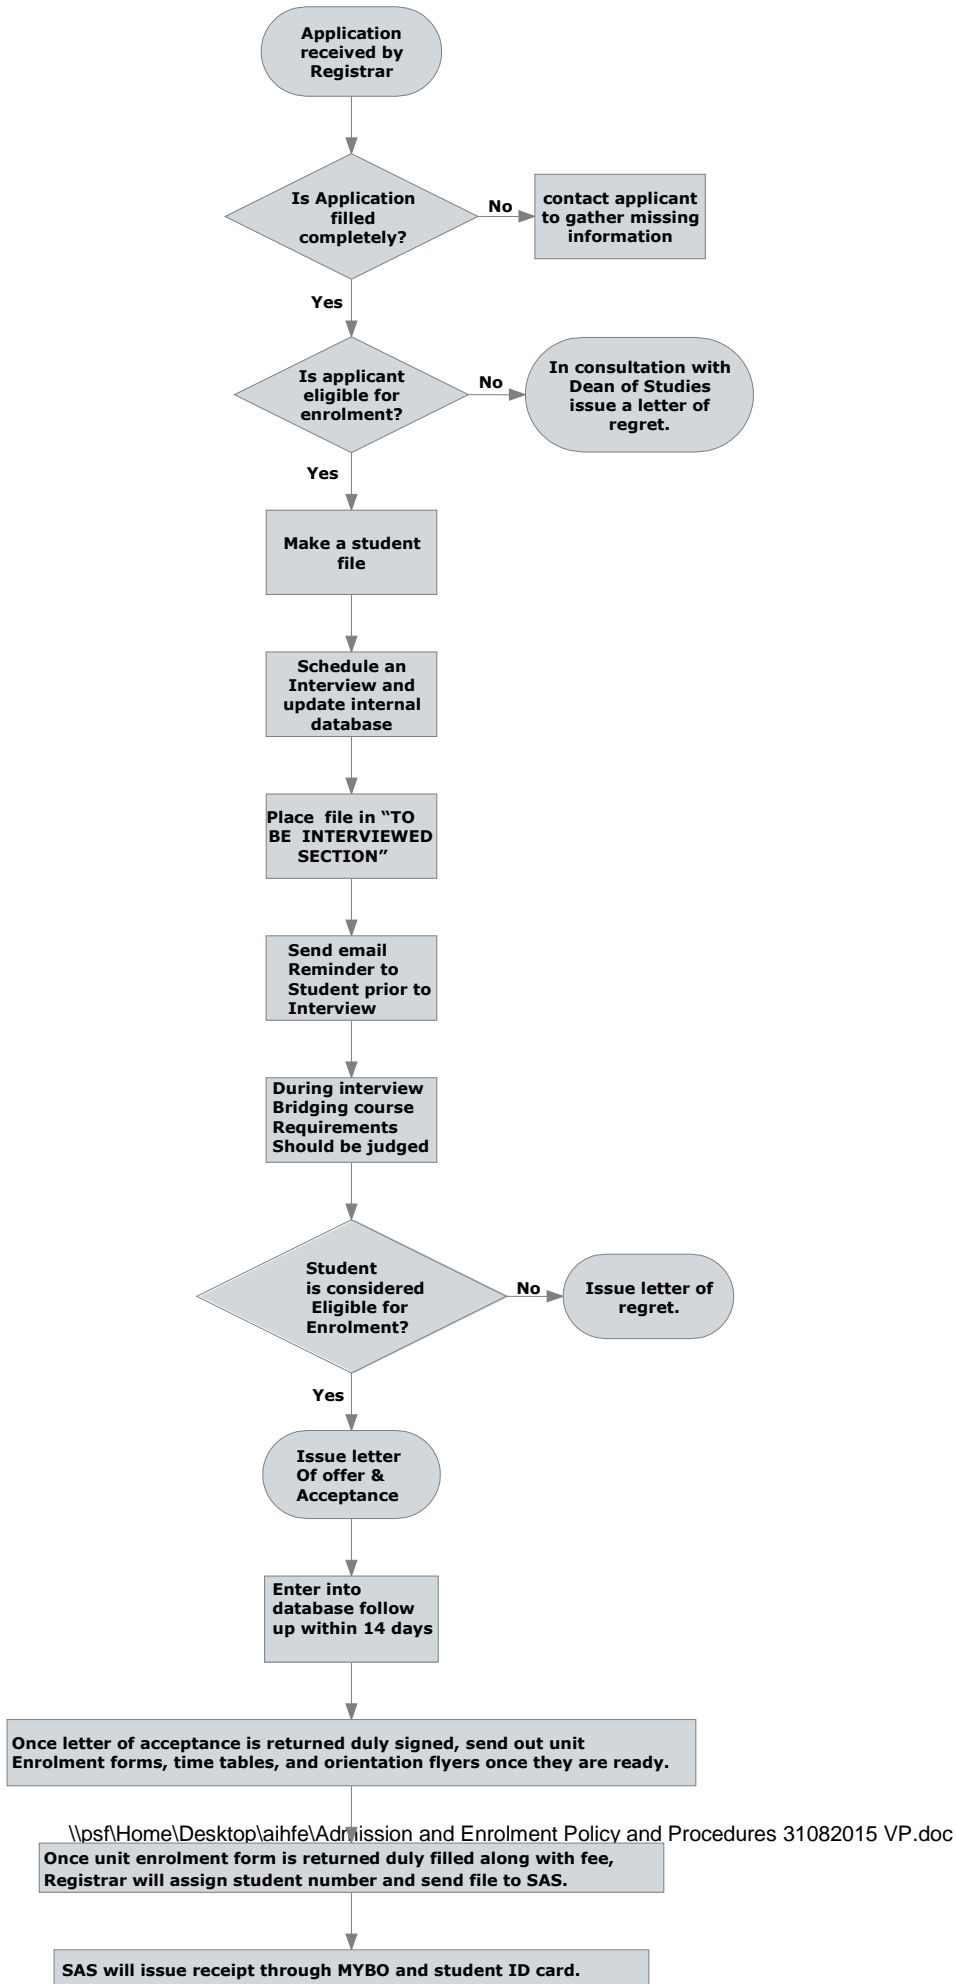 Application
received by
Registrar
Is Application
filled
completely?
No
contact applicant
to gather missing
information
Yes
Is applicant
eligible for
enrolment?
No
In consultation with
Dean of Studies
issue a letter of
regret.
Yes
Make a student
file
Schedule an
Interview and
update internal
database
Place file in “TO
BE INTERVIEWED
SECTION”
Send email
Reminder to
Student prior to
Interview
During interview
Bridging course
Requirements
Should be judged
Student
is considered
Eligible for
Enrolment?
No
Issue letter of
regret.
Yes
Issue letter
Of offer &
Acceptance
Enter into
database follow
up within 14 days
Once letter of acceptance is returned duly signed, send out unit
Enrolment forms, time tables, and orientation flyers once they are ready.
\\psf\Home\Desktop\aihfe\Admission and Enrolment Policy and Procedures 31082015 VP.doc
Once unit enrolment form is returned duly filled along with fee,
Registrar will assign student number and send file to SAS.
SAS will issue receipt through MYBO and student ID card.